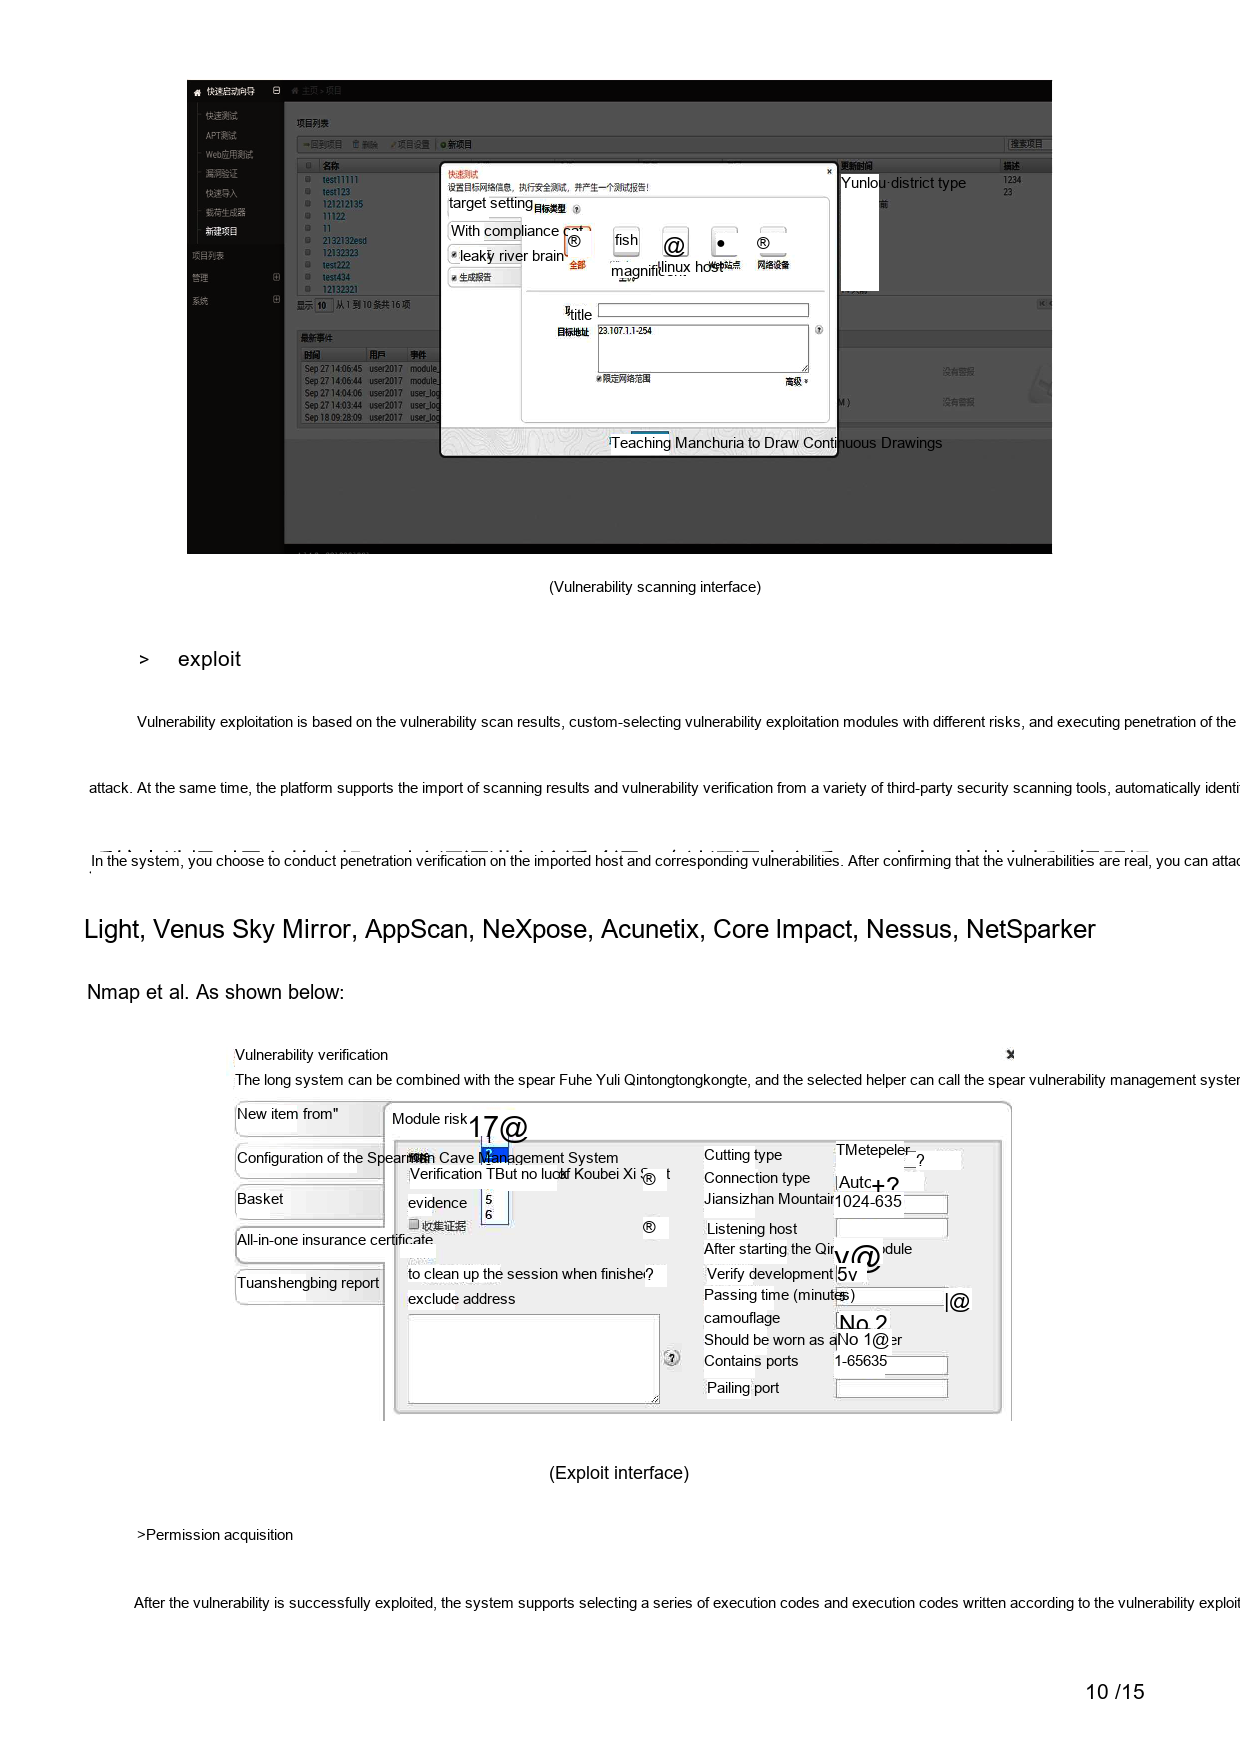 快速启动向导
主页 › 项目
快速测试
APT测试
Web应用测试
漏洞验证
快速导入
载荷生成器
新建项目
项目列表
管理
系统
项目列表
回到项目 删除 项目设置 新项目
搜索项目
名称 更新时间 描述
test11111 1234
test123 23
121212135 前
11122
11
2132132esd
12132323
test222
test434
12132321
显示 10 从 1 到 10 条共 16 项
最新事件
时间 用户 事件
Sep 27 14:06:45 user2017 module_
Sep 27 14:06:44 user2017 module_
Sep 27 14:04:06 user2017 user_log
Sep 27 14:03:44 user2017 user_log
Sep 18 09:28:09 user2017 user_log
没有警报
M )
没有警报
快速测试
设置目标网络信息，执行安全测试，并产生一个测试报告!
Yunlou·district type
target setting 目标类型 ?
With compliance cat
leaky river brain
生成报告
® fish @ • ®
全部 magnific linux host Web站点 网络设备
title
目标地址 23.107.1.1-254
限定网络范围 高级
Teaching Manchuria to Draw Continuous Drawings
(Vulnerability scanning interface)
> exploit
Vulnerability exploitation is based on the vulnerability scan results, custom-selecting vulnerability exploitation modules with different risks, and executing penetration of the
attack. At the same time, the platform supports the import of scanning results and vulnerability verification from a variety of third-party security scanning tools, automatically identi
In the system, you choose to conduct penetration verification on the imported host and corresponding vulnerabilities. After confirming that the vulnerabilities are real, you can attac
Light, Venus Sky Mirror, AppScan, NeXpose, Acunetix, Core lmpact, Nessus, NetSparker
Nmap et al. As shown below:
Vulnerability verification
The long system can be combined with the spear Fuhe Yuli Qintongtongkongte, and the selected helper can call the spear vulnerability management system
New item from"
Configuration of the Spearman Cave Management System
Basket
All-in-one insurance certificate
Tuanshengbing report
Module risk 17@
Verification TBut no luck of Koubei Xi ®
evidence 5
6
收集证据 ®
to clean up the session when finished ?
exclude address
?
Cutting type TMetepeler ?
Connection type Autc +?
Jiansizhan Mountain 1024-635
Listening host
After starting the Qin module v@
Verify development 5v
Passing time (minutes) 5 |@
camouflage No 2
Should be worn as a No 1@ er
Contains ports 1-65635
Pailing port
(Exploit interface)
>Permission acquisition
After the vulnerability is successfully exploited, the system supports selecting a series of execution codes and execution codes written according to the vulnerability exploit
10 /15